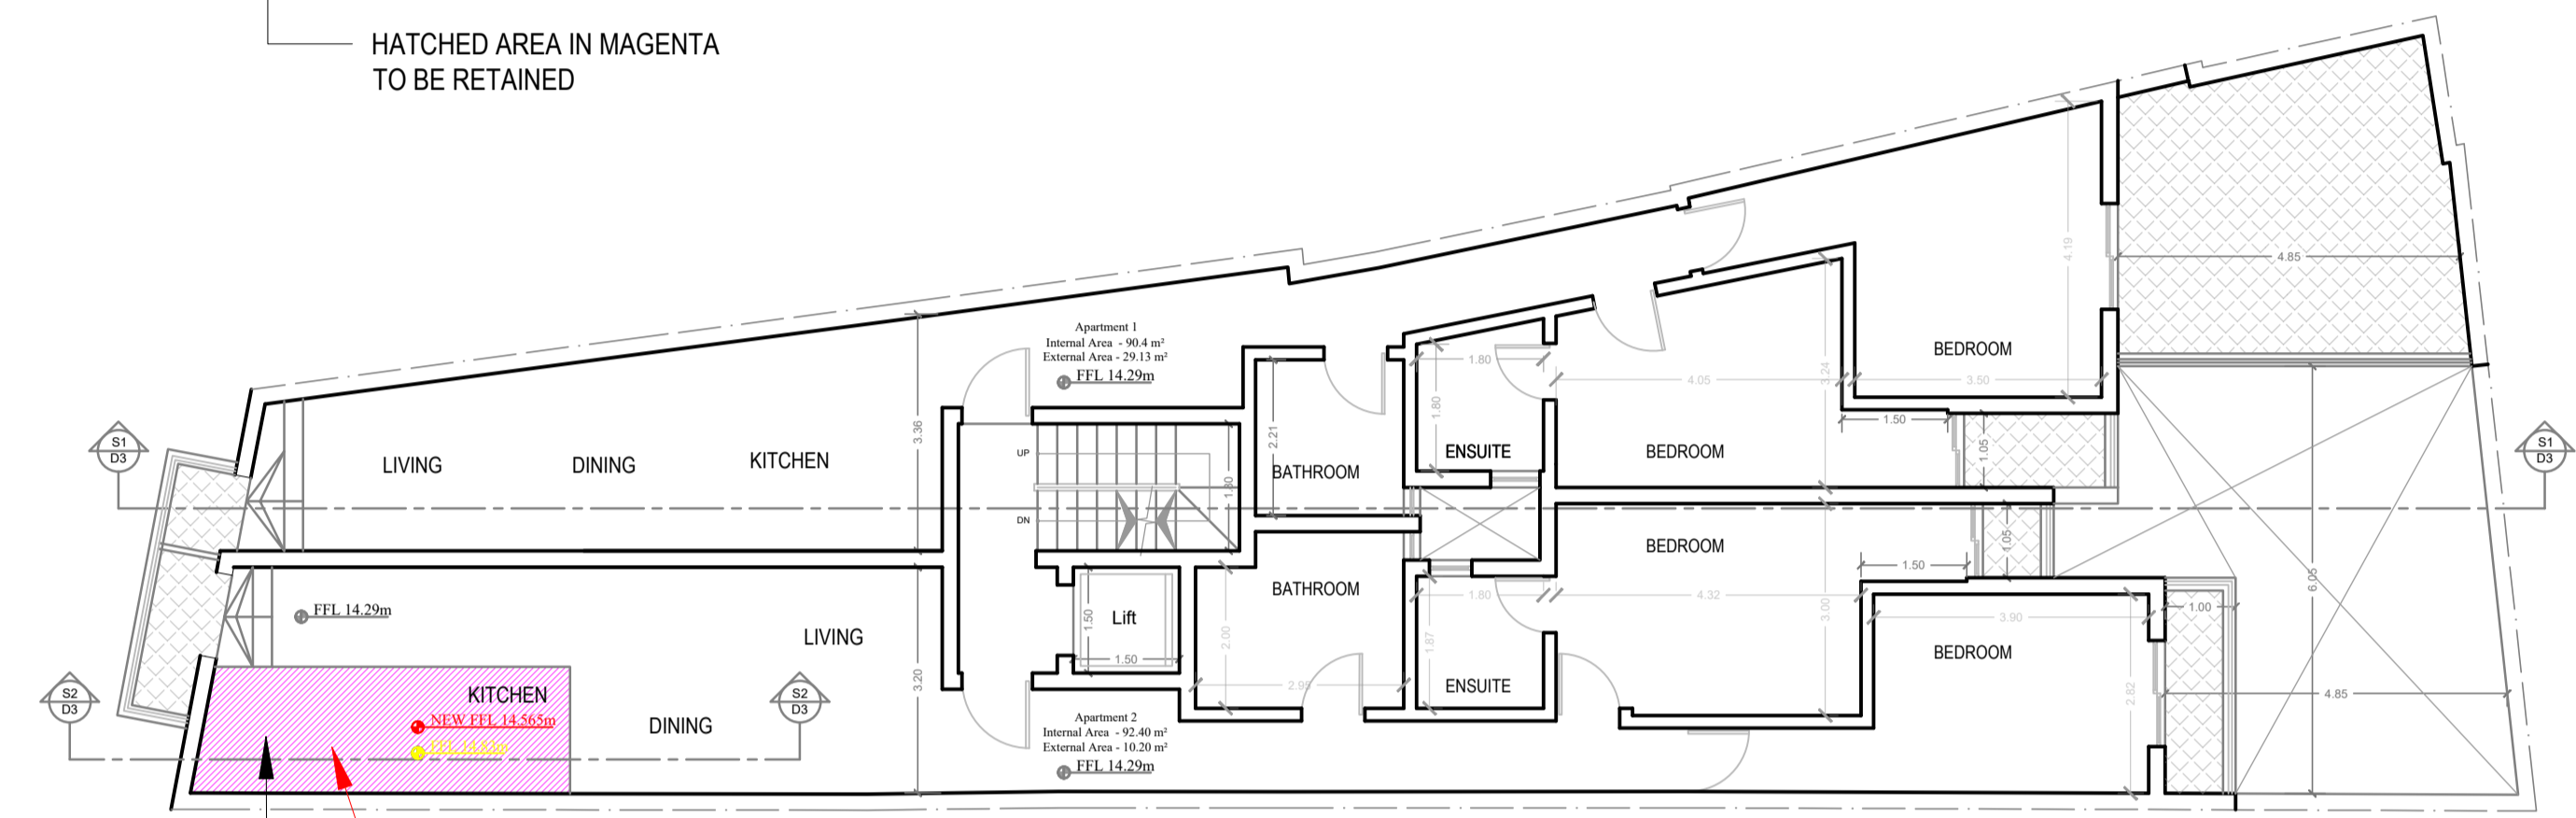 HATCHED AREA IN MAGENTA
TO BE RETAINED
4.19
4.85
Apartment 1
Internal Area - 90.4 m²
External Area - 29.13 m²
FFL 14.29m
1.80
1.80
BEDROOM
4.05
3.24
3.50
1.50
1.05
S1
D3
LIVING
DINING
KITCHEN
3.36
UP
DN
1.80
2.21
BATHROOM
ENSUITE
BEDROOM
S1
D3
BEDROOM
1.05
1.50
6.05
FFL 14.29m
LIVING
Lift
1.50
1.50
BATHROOM
2.00
1.80
1.87
4.32
3.00
3.90
1.00
BEDROOM
2.82
4.85
S2
D3
KITCHEN
NEW FFL 14.565m
DINING
S2
D3
3.20
2.95
ENSUITE
Apartment 2
Internal Area - 92.40 m²
External Area - 10.20 m²
FFL 14.29m